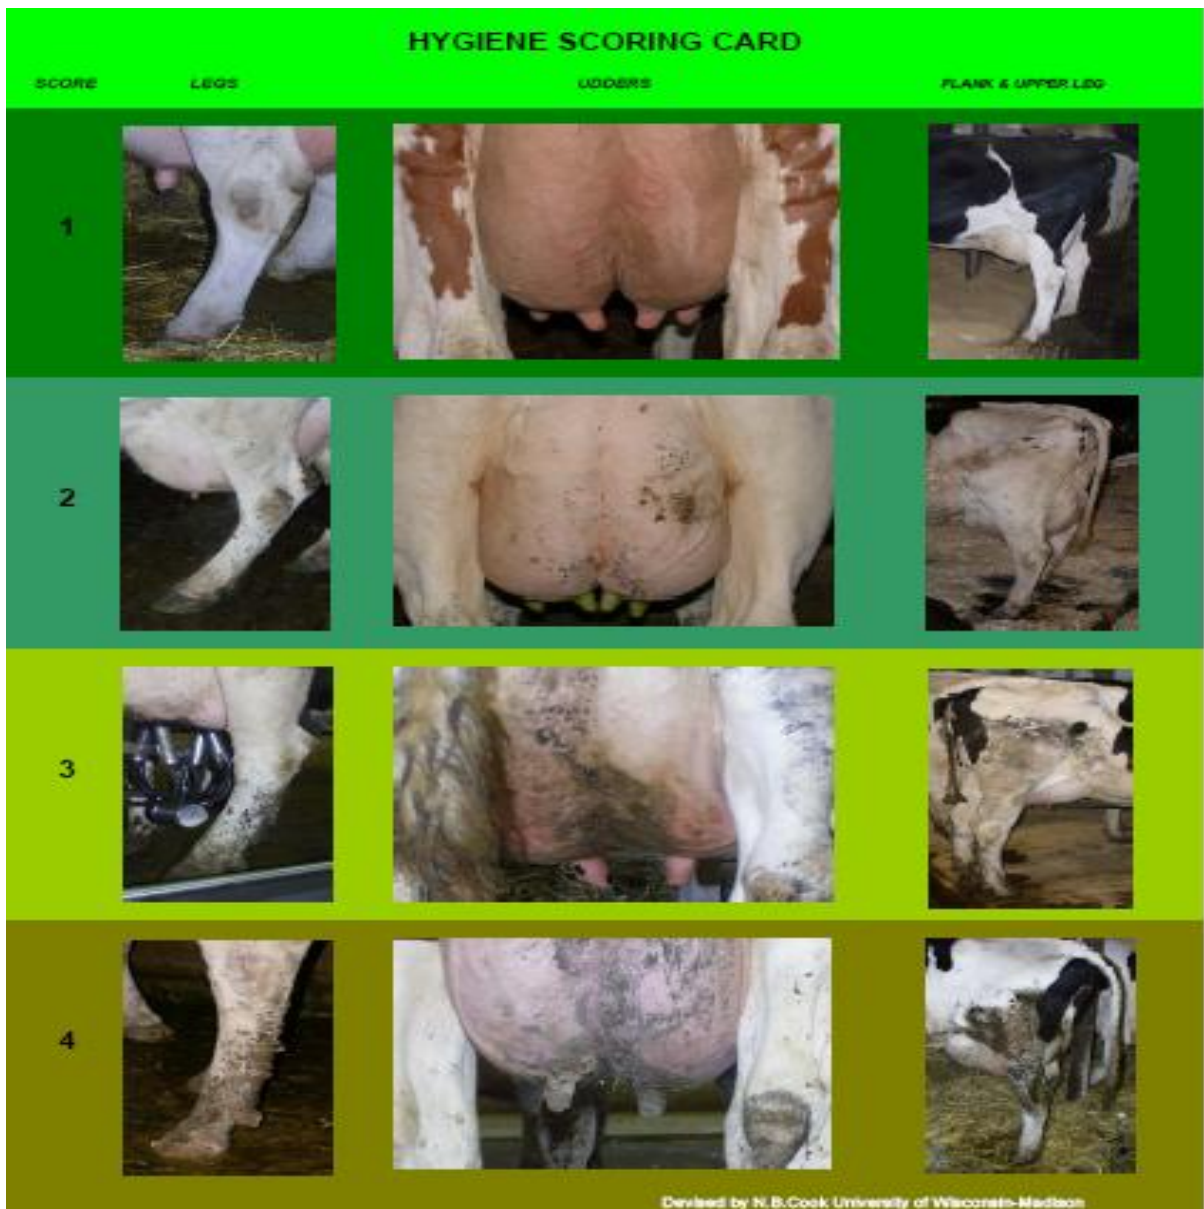 HYGIENE SCORING CARD
SCORE LEGS UDDERS FLANK & UPPER LEG
1
2
3
4
Devised by N.B.Cook University of Wisconsin-Madison